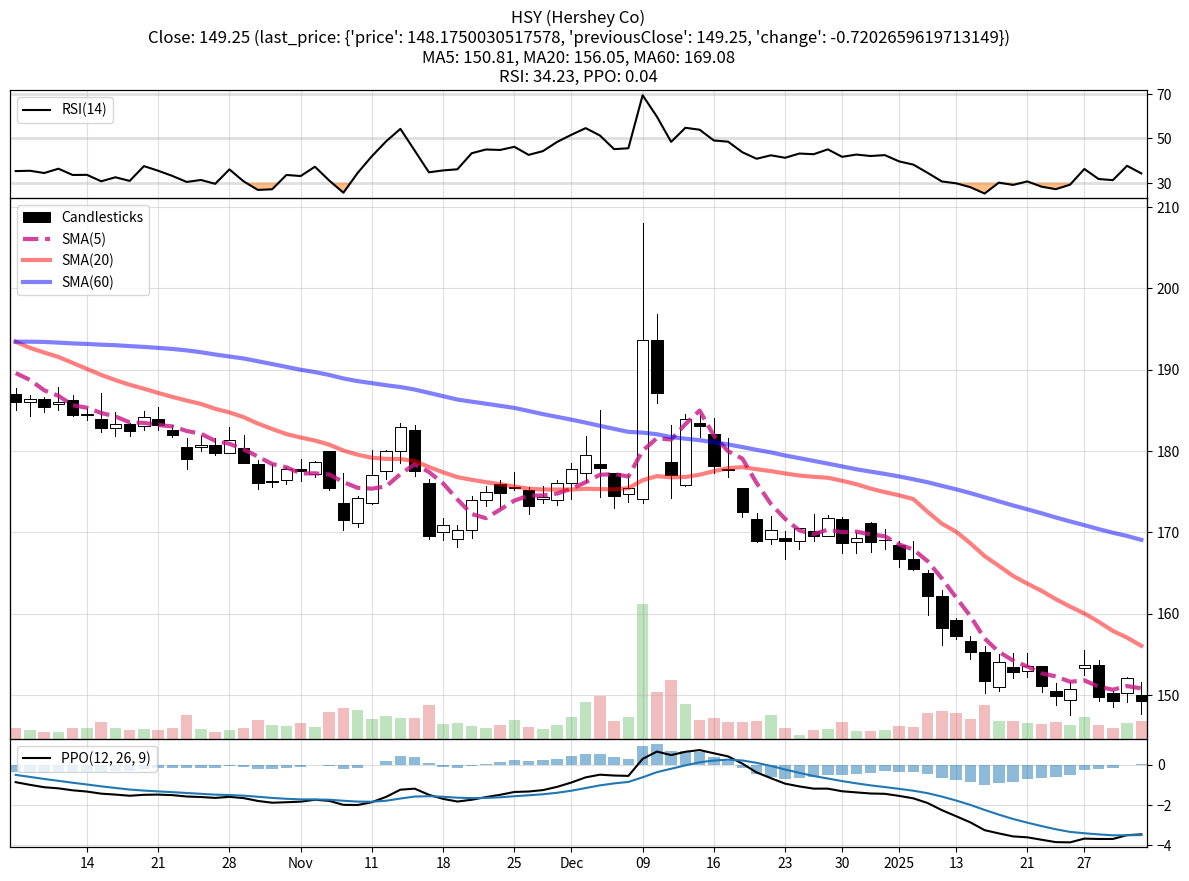 HSY (Hershey Co)
Close: 149.25 (last_price: {'price': 148.1750030517578, 'previousClose': 149.25, 'change': -0.7202659619713149})
MA5: 150.81, MA20: 156.05, MA60: 169.08
RSI: 34.23, PPO: 0.04
RSI(14)
70
50
30
Candlesticks
SMA(5)
SMA(20)
SMA(60)
210
200
190
180
170
160
150
PPO(12, 26, 9)
0
−2
−4
14 21 28 Nov 11 18 25 Dec 09 16 23 30 2025 13 21 27